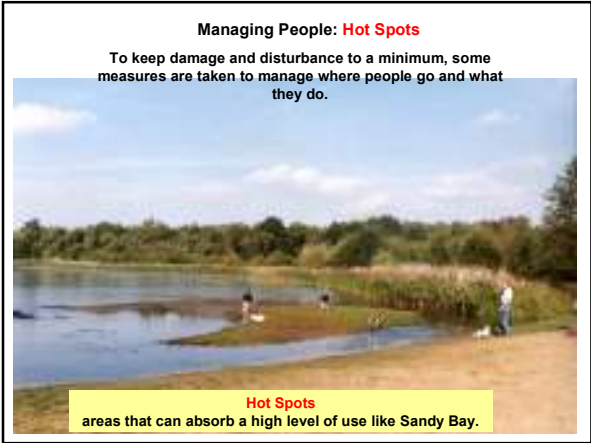 Managing People: Hot Spots
To keep damage and disturbance to a minimum, some
measures are taken to manage where people go and what
they do.
Hot Spots
areas that can absorb a high level of use like Sandy Bay.